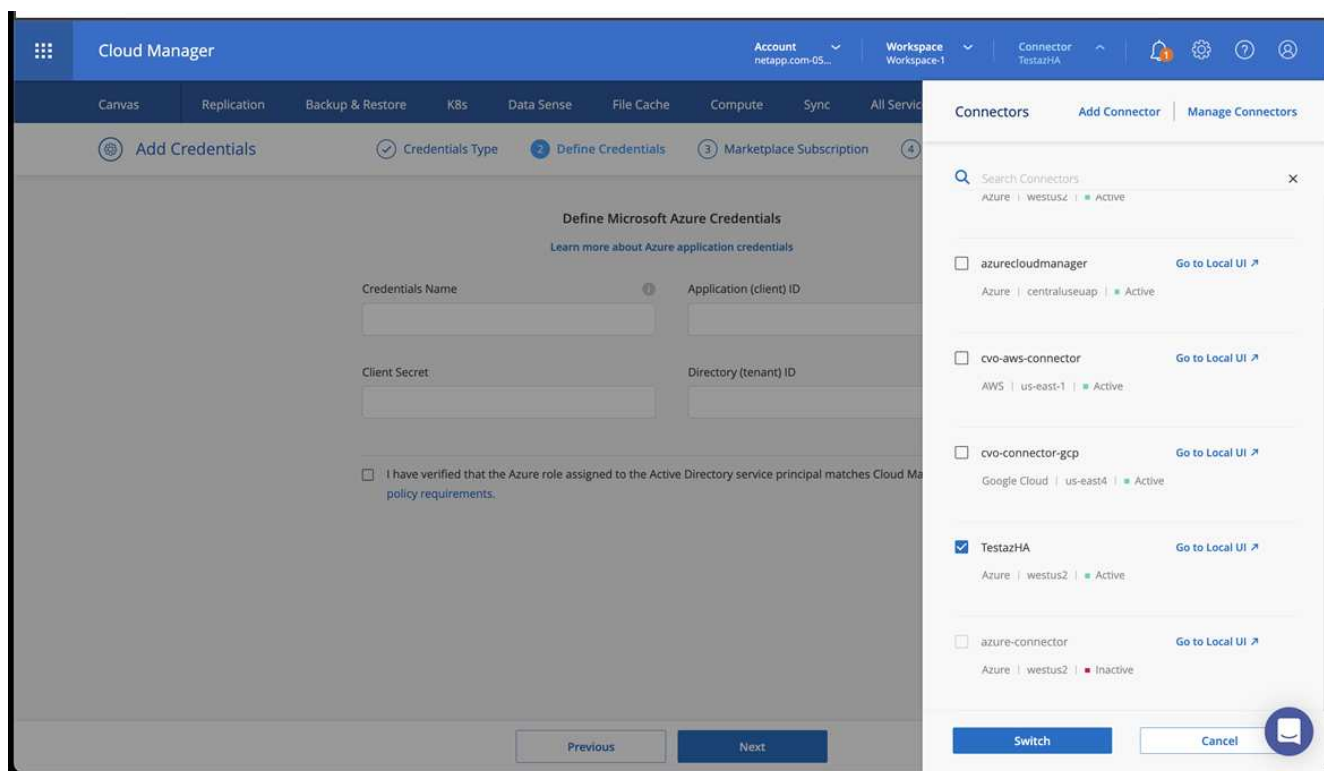 Cloud Manager
Account
netapp.com-05...
Workspace
Workspace-1
Connector
TestazHA
1
Canvas
Replication
Backup & Restore
K8s
Data Sense
File Cache
Compute
Sync
All Servic
Add Credentials
Credentials Type
2 Define Credentials
3 Marketplace Subscription
4
Define Microsoft Azure Credentials
Learn more about Azure application credentials
Credentials Name
Application (client) ID
Client Secret
Directory (tenant) ID
I have verified that the Azure role assigned to the Active Directory service principal matches Cloud Ma
policy requirements.
Previous
Next
Connectors
Add Connector
Manage Connectors
Search Connectors
Azure | westus2 | Active
azurecloudmanager
Go to Local UI
Azure | centraluseuap | Active
cvo-aws-connector
Go to Local UI
AWS | us-east-1 | Active
cvo-connector-gcp
Go to Local UI
Google Cloud | us-east4 | Active
TestazHA
Go to Local UI
Azure | westus2 | Active
azure-connector
Go to Local UI
Azure | westus2 | Inactive
Switch
Cancel